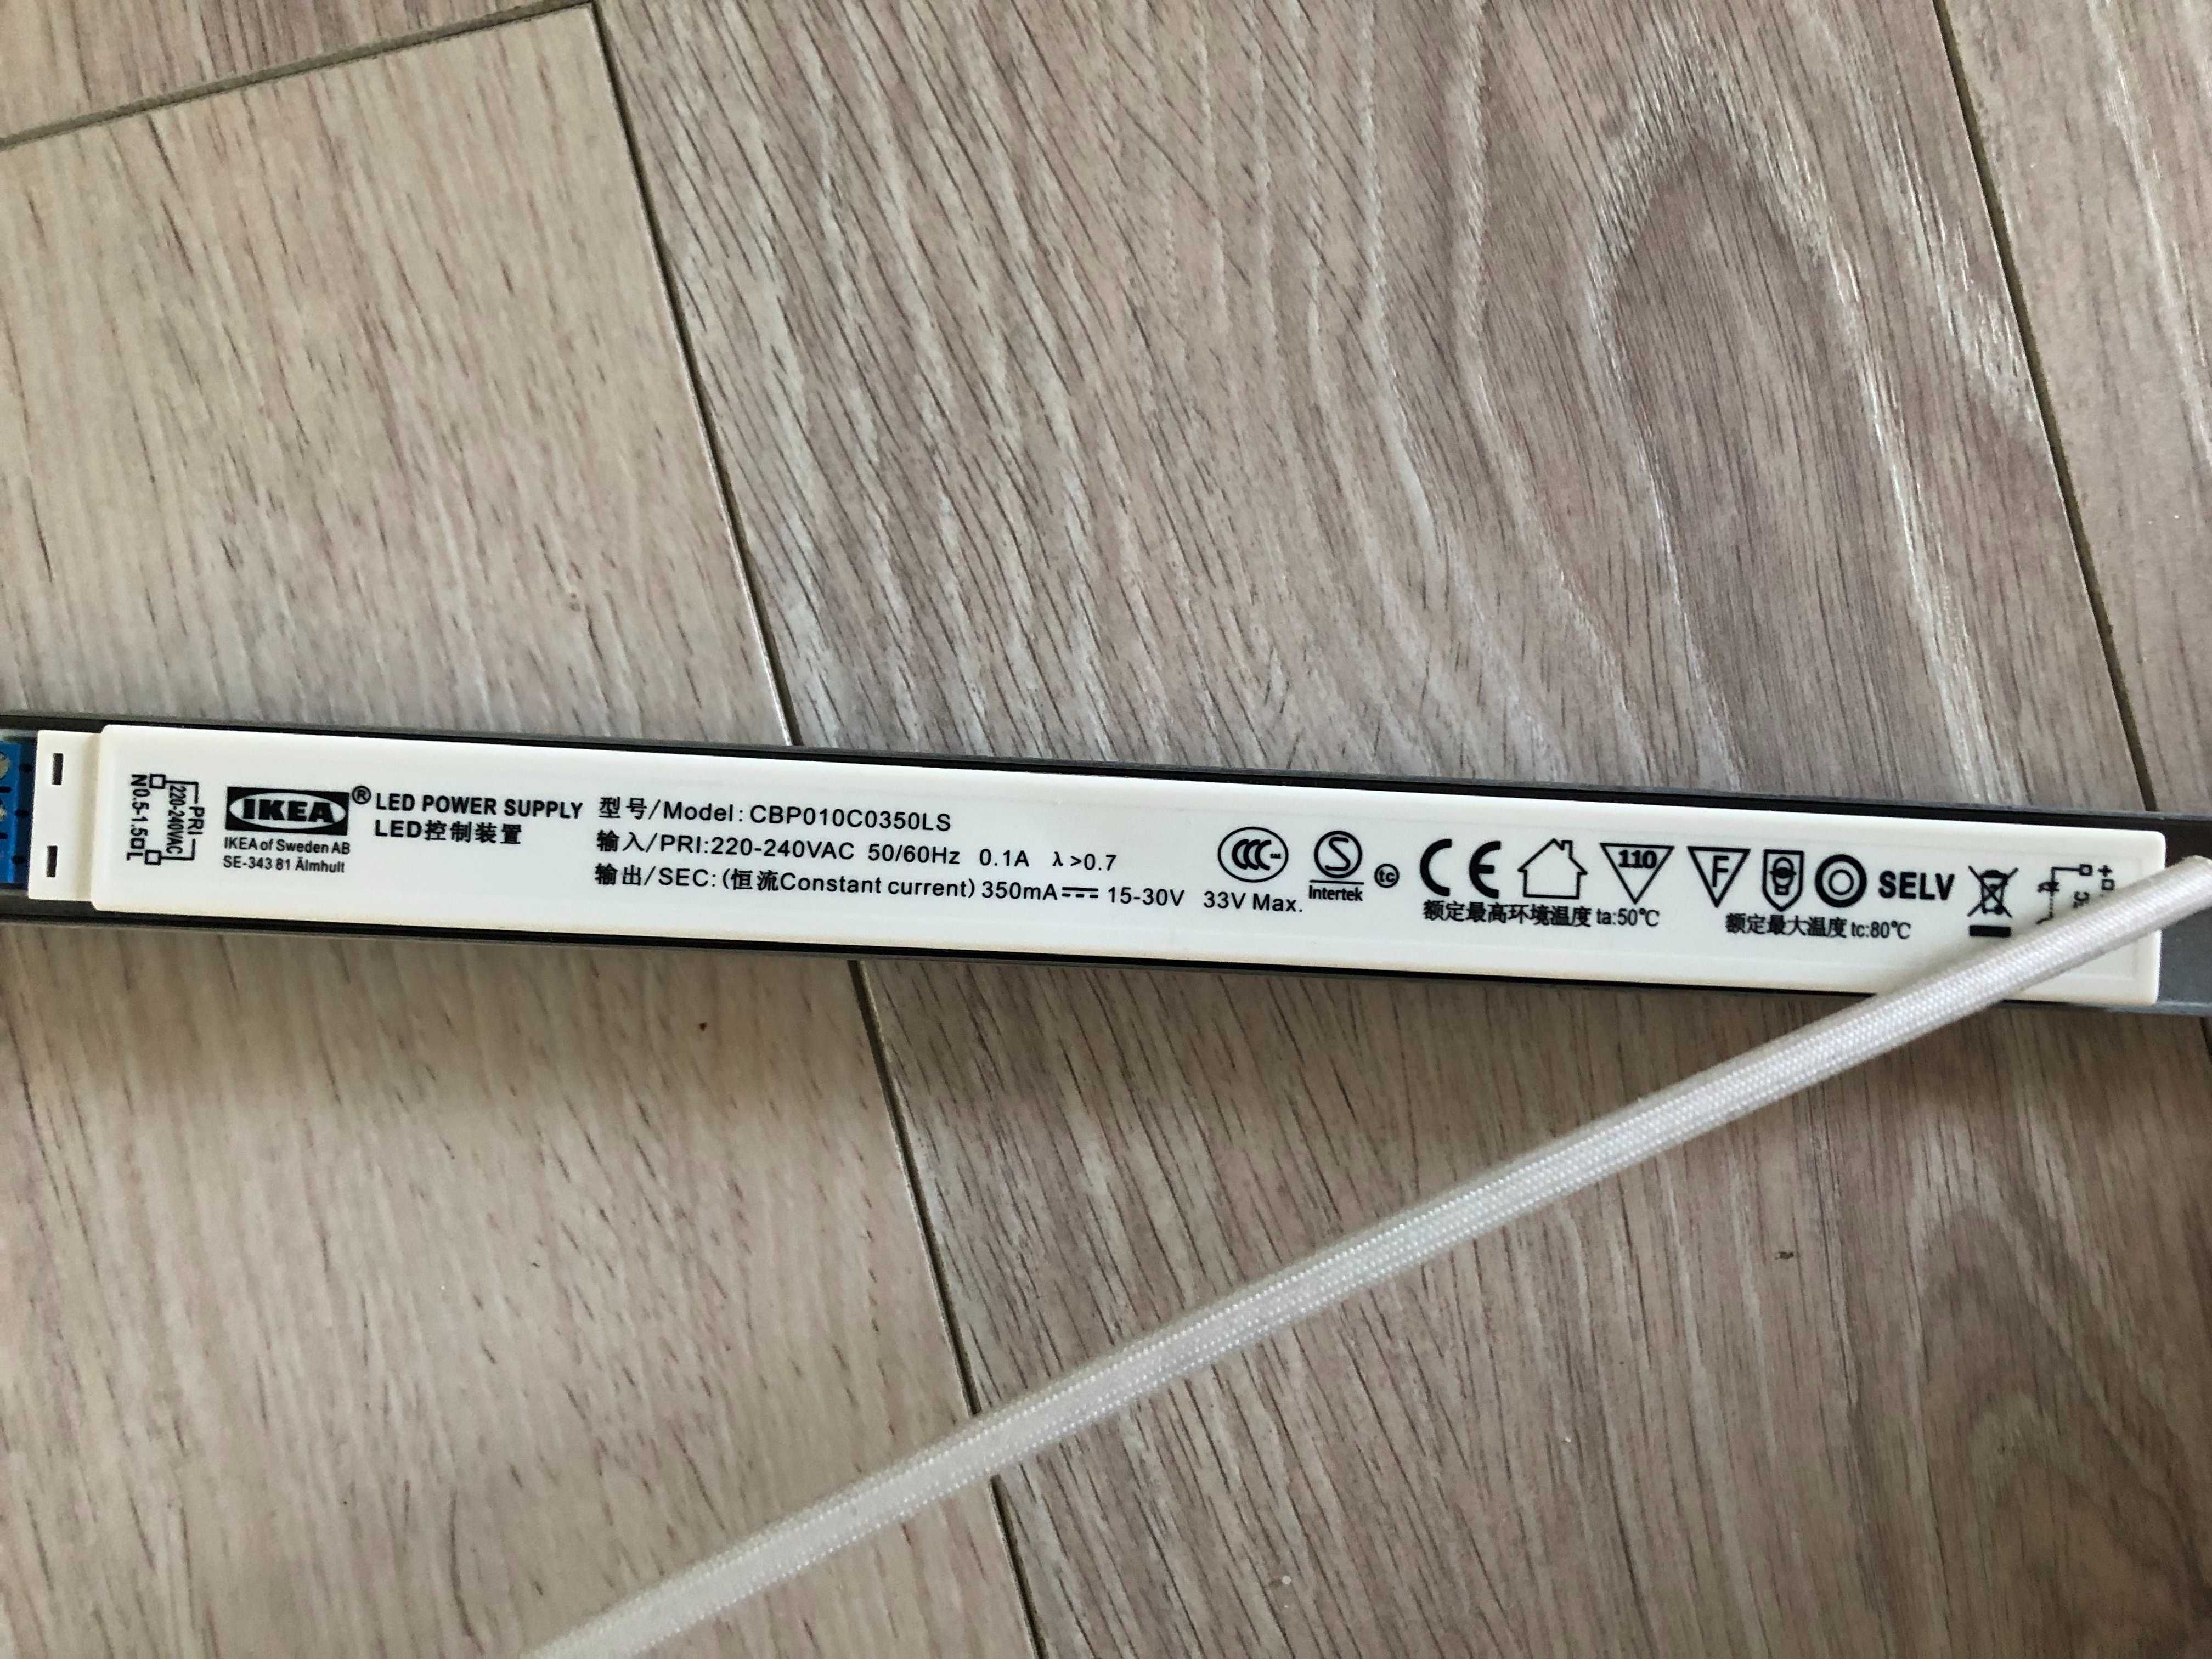 N 0.5-1.5 L
220-240VAC
PRI
IKEA®
IKEA of Sweden AB
SE-343 81 Älmhult
LED POWER SUPPLY
LED控制装置
型号/Model: CBP010C0350LS
输入/PRI:220-240VAC 50/60Hz 0.1A λ>0.7
输出/SEC:(恒流Constant current) 350mA⎓ 15-30V 33V Max.
CCC
S
Intertek
tc
CE
110
F
SELV
额定最高环境温度 ta:50℃
额定最大温度 tc:80℃
+